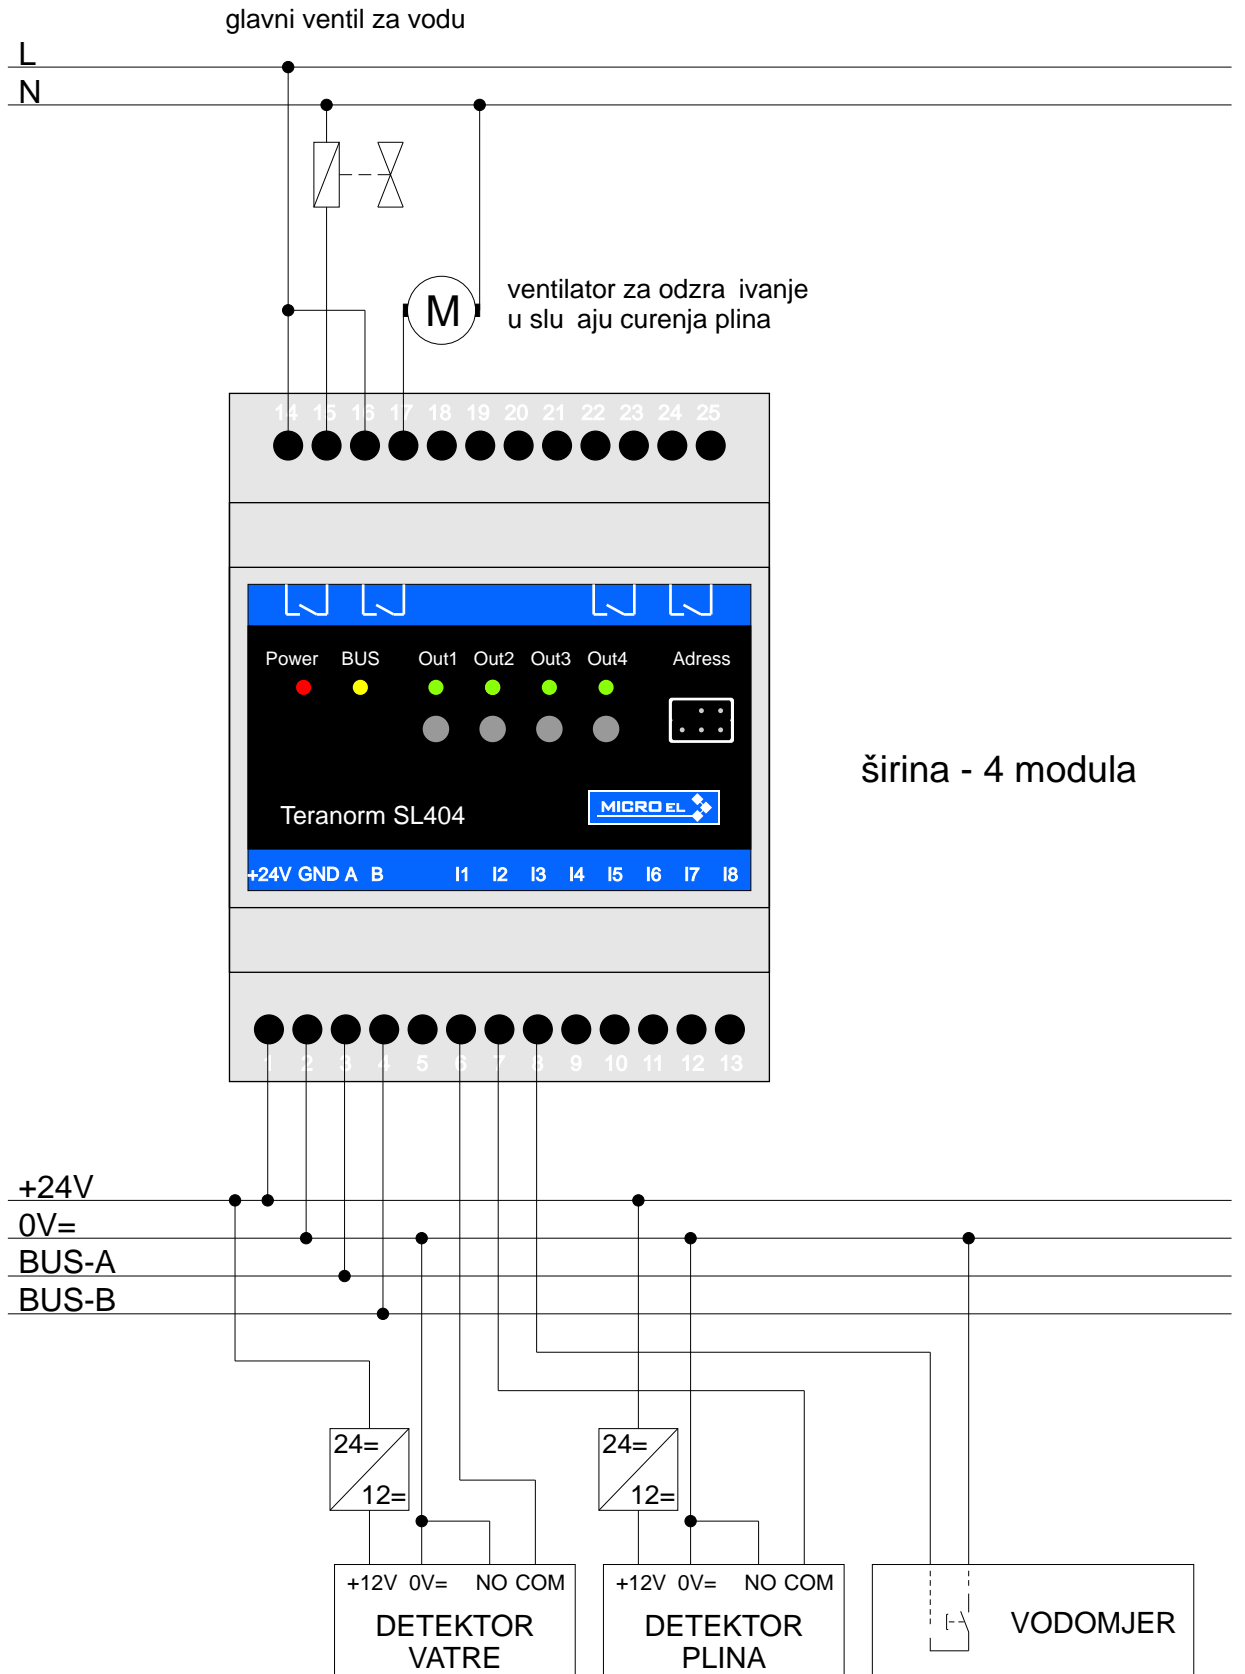 glavni ventil za vodu
L
N
ventilator za odzra ivanje
u slu aju curenja plina
M
14 15 16 17 18 19 20 21 22 23 24 25
Power BUS Out1 Out2 Out3 Out4 Adress
širina - 4 modula
Teranorm SL404
MICRO EL
+24V GND A B I1 I2 I3 I4 I5 I6 I7 I8
1 2 3 4 5 6 7 8 9 10 11 12 13
+24V
0V=
BUS-A
BUS-B
24=
12=
24=
12=
+12V 0V= NO COM
DETEKTOR
VATRE
+12V 0V= NO COM
DETEKTOR
PLINA
VODOMJER